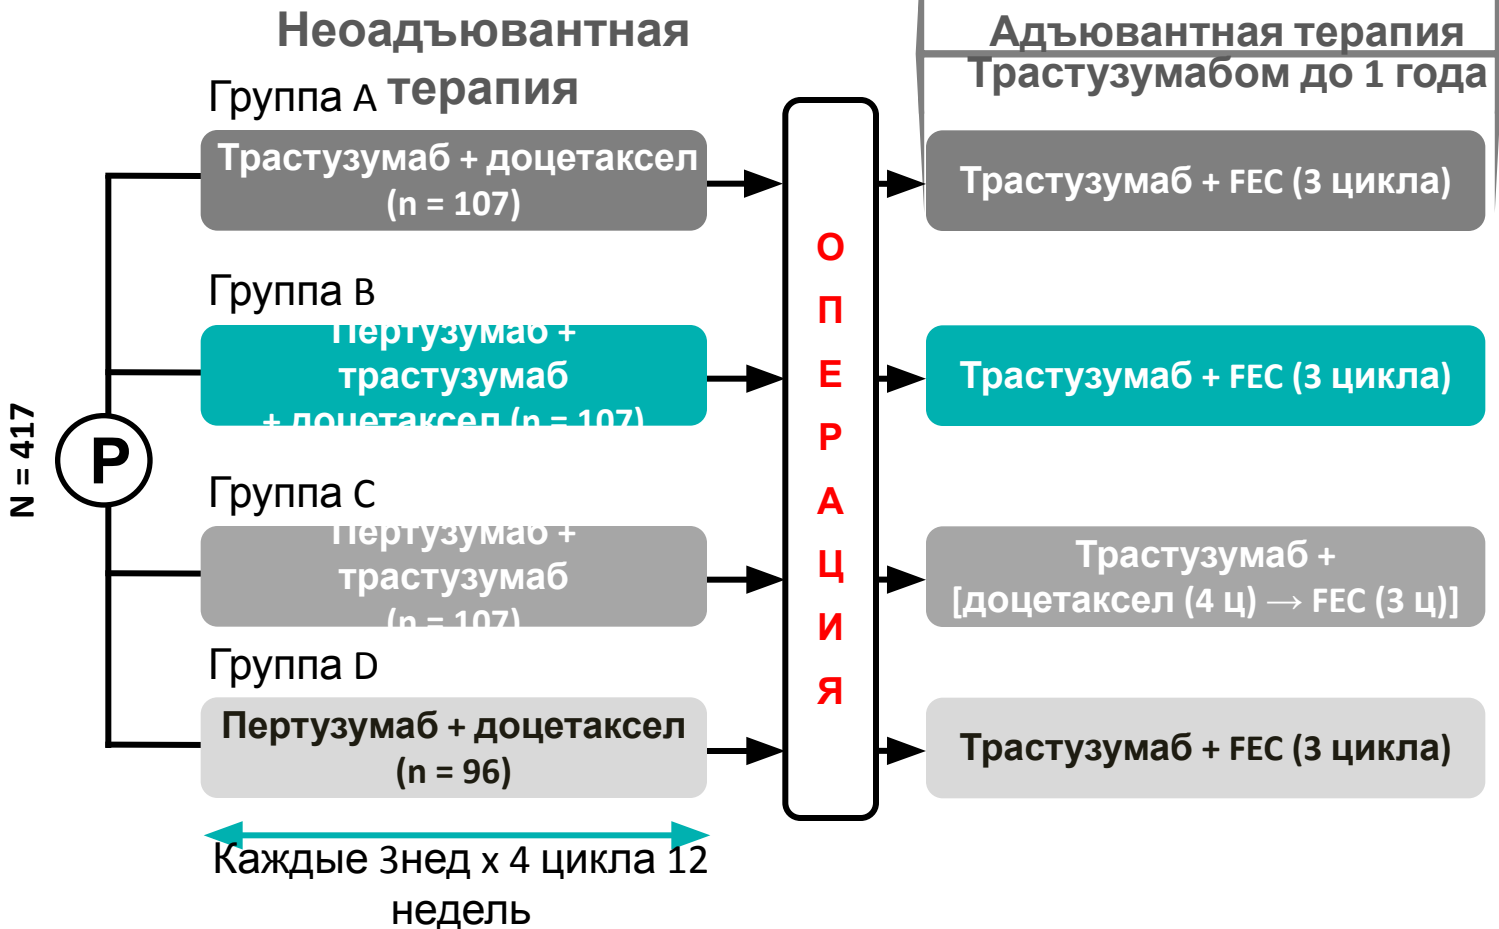 Неоадъювантная
терапия
Адъювантная терапия
Трастузумабом до 1 года
Группа A
Трастузумаб + доцетаксел
(n = 107)
Трастузумаб + FEC (3 цикла)
Группа B
Пертузумаб +
трастузумаб
+ доцетаксел (n = 107)
Трастузумаб + FEC (3 цикла)
N = 417
Р
Группа C
Пертузумаб +
трастузумаб
(n = 107)
Трастузумаб +
[доцетаксел (4 ц) → FEC (3 ц)]
Группа D
Пертузумаб + доцетаксел
(n = 96)
Трастузумаб + FEC (3 цикла)
О
П
Е
Р
А
Ц
И
Я
Каждые 3нед x 4 цикла 12
недель